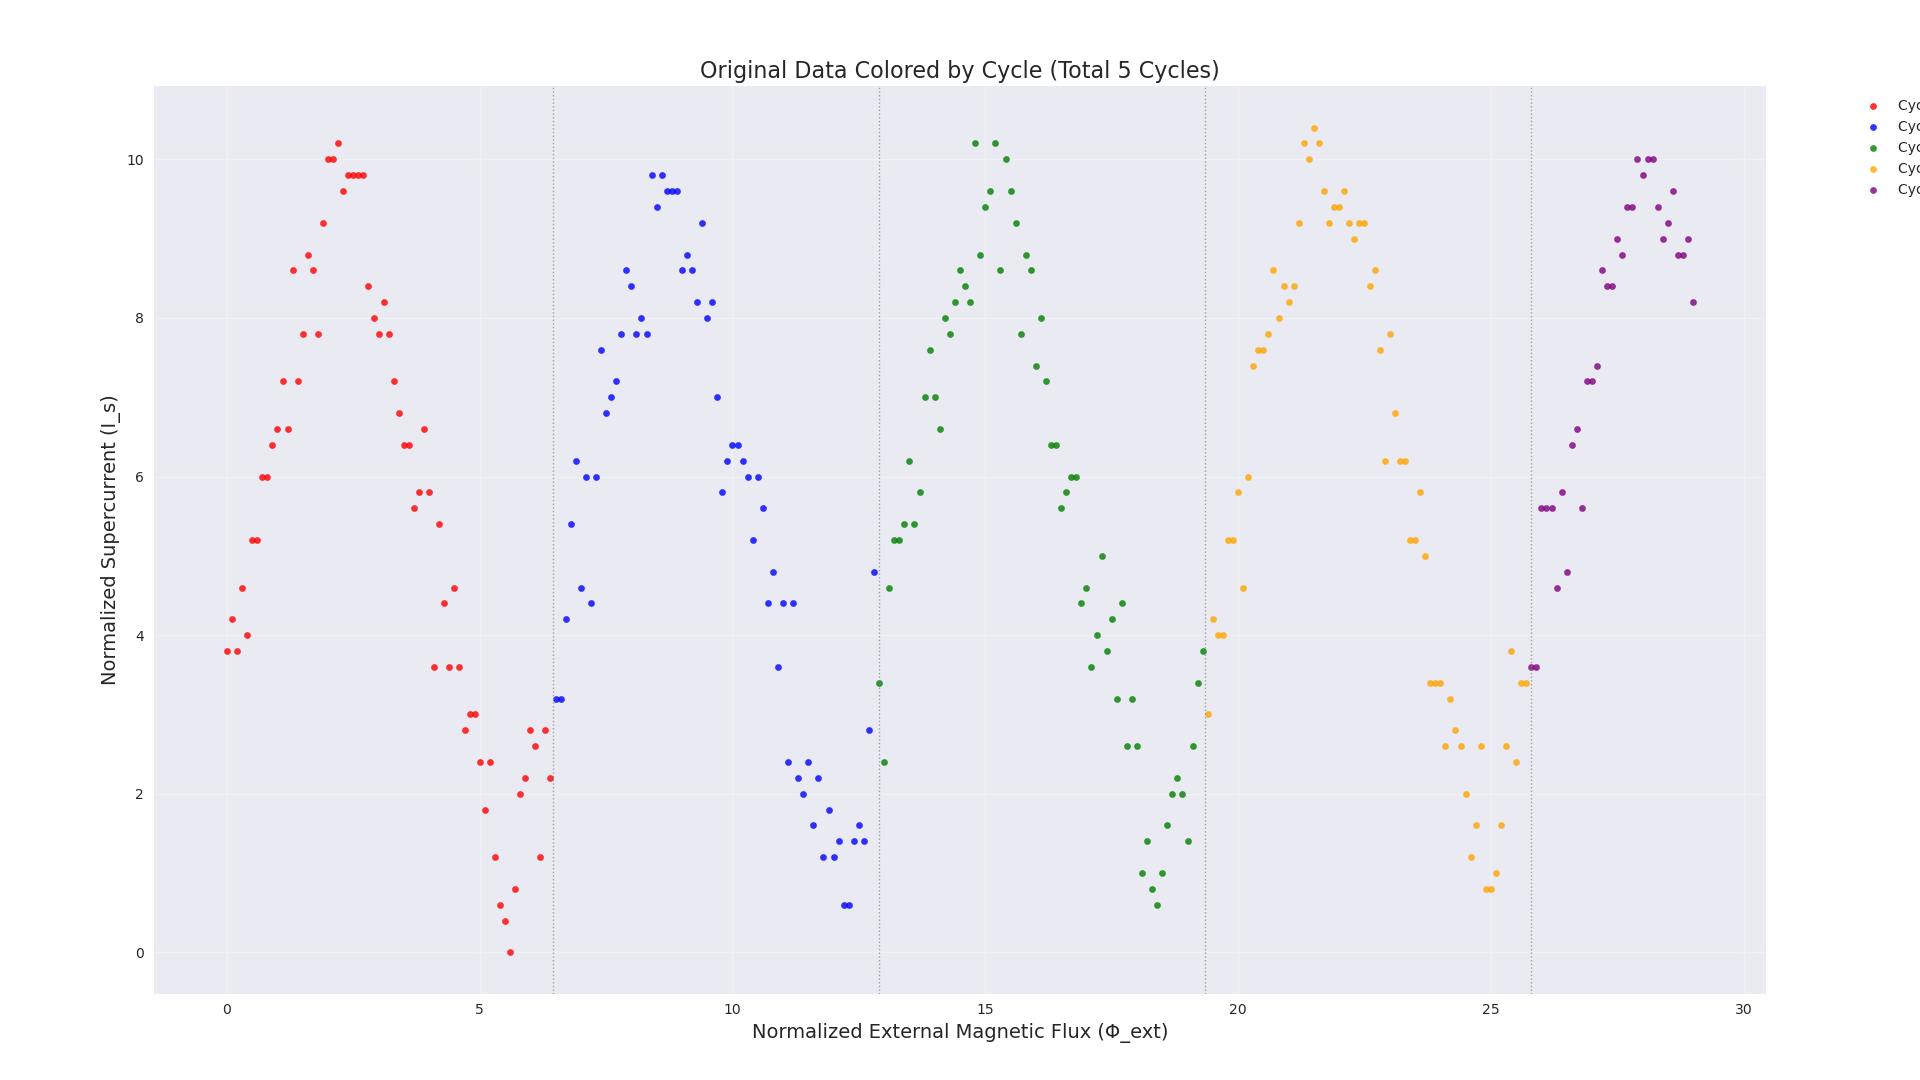 Original Data Colored by Cycle (Total 5 Cycles)
Cyc
Cyc
Cyc
Cyc
Cyc
Normalized Supercurrent (I_s)
10
8
6
4
2
0
0
5
10
15
20
25
30
Normalized External Magnetic Flux (Φ_ext)